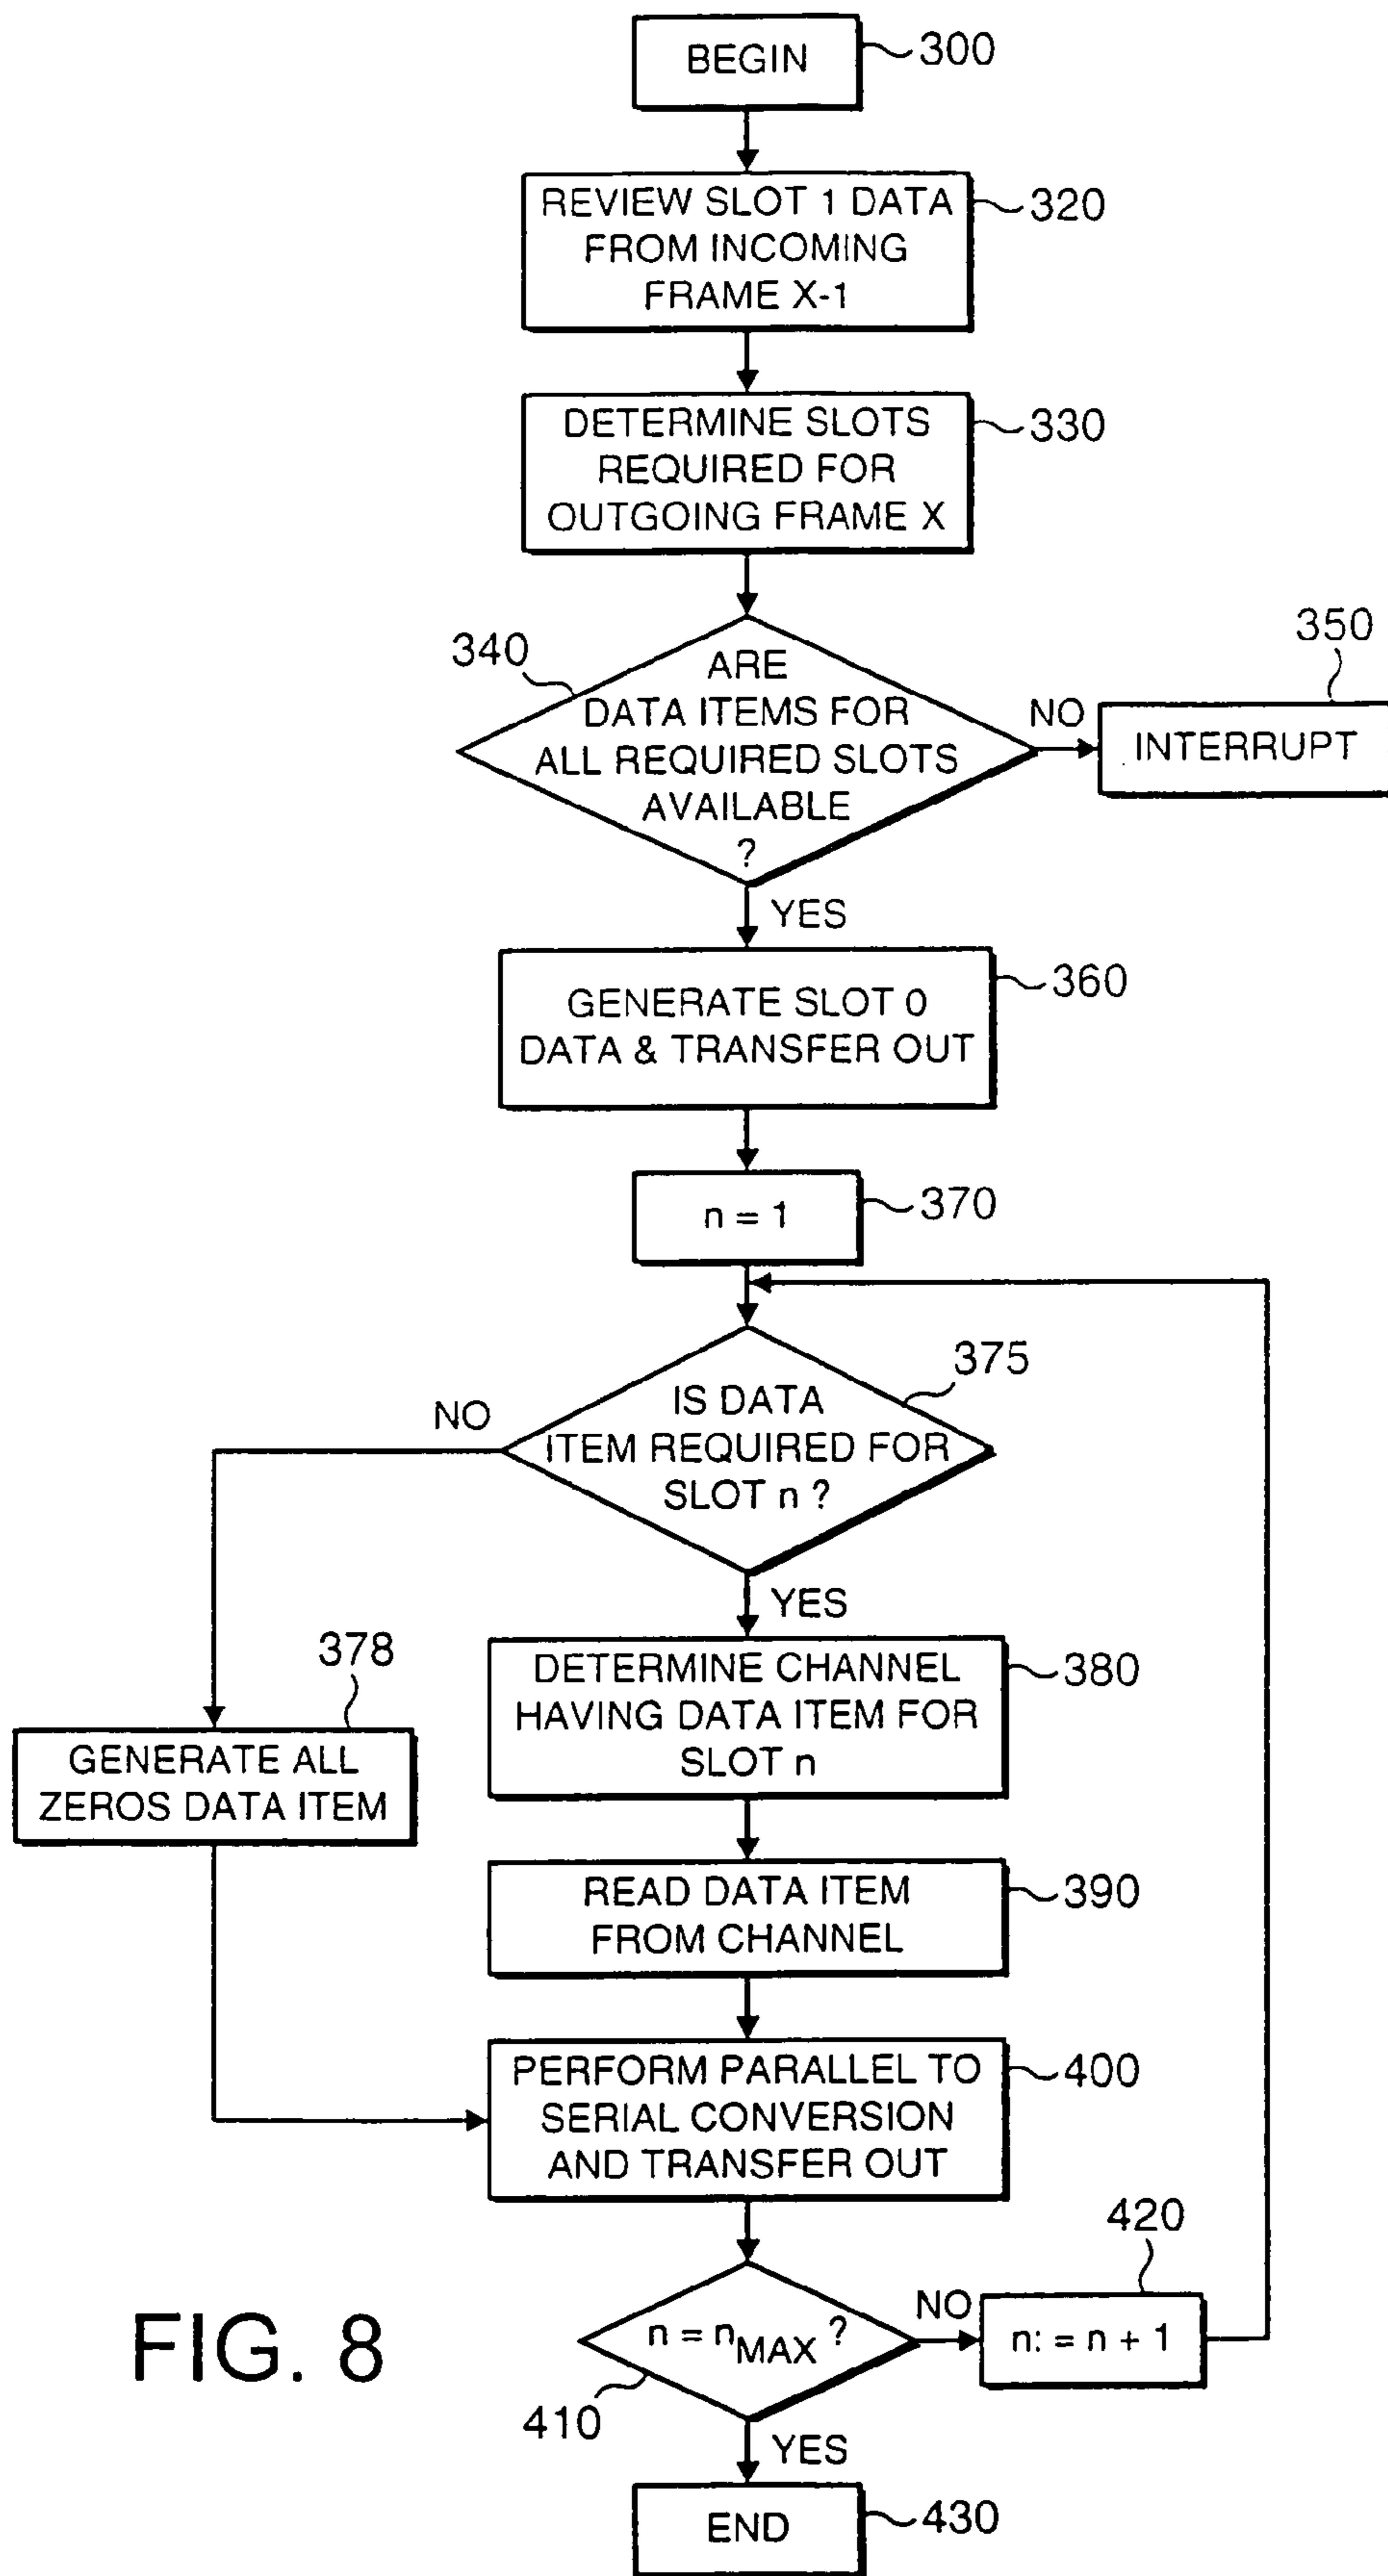 BEGIN
300
REVIEW SLOT 1 DATA
FROM INCOMING
FRAME X-1
320
DETERMINE SLOTS
REQUIRED FOR
OUTGOING FRAME X
330
340
ARE
DATA ITEMS FOR
ALL REQUIRED SLOTS
AVAILABLE
?
NO
350
INTERRUPT
YES
GENERATE SLOT 0
DATA & TRANSFER OUT
360
n = 1
370
375
IS DATA
ITEM REQUIRED FOR
SLOT n ?
NO
YES
378
GENERATE ALL
ZEROS DATA ITEM
DETERMINE CHANNEL
HAVING DATA ITEM FOR
SLOT n
380
READ DATA ITEM
FROM CHANNEL
390
PERFORM PARALLEL TO
SERIAL CONVERSION
AND TRANSFER OUT
400
n = nMAX ?
410
NO
420
n: = n + 1
YES
END
430
FIG. 8